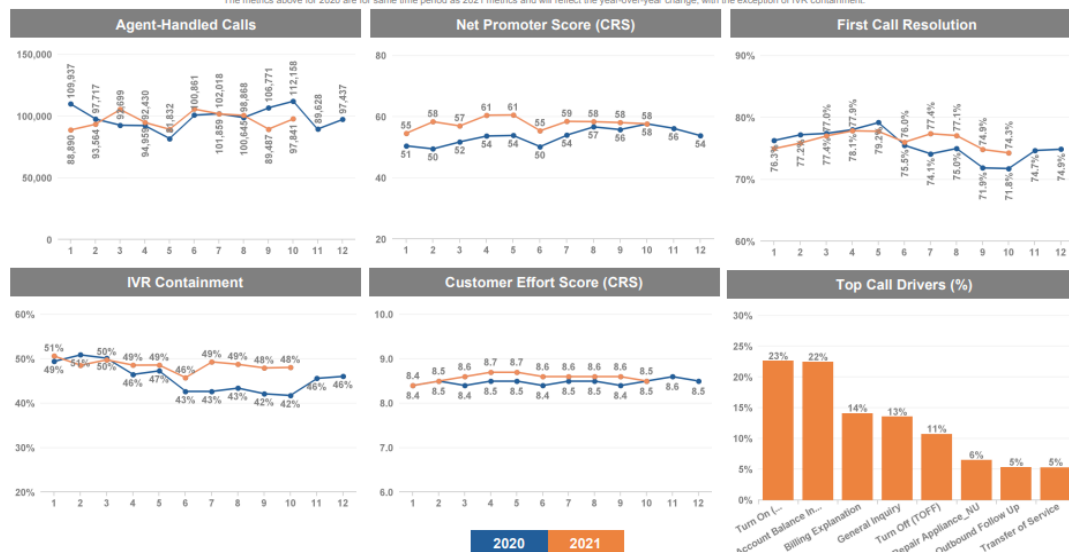 The metrics above for 2020 are for same time period as 2021 metrics and will reflect the year-over-year change, with the exception of IVR containment.
Agent-Handled Calls
150,000
100,000
50,000
0
109,937
97,717
92,430
100,861
102,018
98,868
106,771
112,158
89,628
97,437
88,890
93,564
94,959
101,859
100,645
89,487
97,841
1 2 3 4 5 6 7 8 9 10 11 12
Net Promoter Score (CRS)
80
60
40
20
55 58 57 61 61 55 59 58 58 58
51 50 52 54 54 50 54 57 56 58 56 54
1 2 3 4 5 6 7 8 9 10 11 12
First Call Resolution
90%
80%
70%
60%
77.0% 77.9% 76.0% 77.4% 77.1% 74.9% 74.3%
76.3% 77.2% 77.4% 78.1% 79.2% 75.5% 74.1% 75.0% 71.9% 71.8% 74.7% 74.9%
1 2 3 4 5 6 7 8 9 10 11 12
IVR Containment
60%
50%
40%
30%
20%
51% 50% 49% 49% 46% 49% 49% 48% 48%
49% 51% 50% 46% 47% 43% 43% 43% 42% 42% 46% 46%
1 2 3 4 5 6 7 8 9 10 11 12
Customer Effort Score (CRS)
10.0
9.0
8.0
7.0
6.0
8.4 8.5 8.6 8.7 8.7 8.6 8.6 8.6 8.6 8.5
8.4 8.5 8.4 8.5 8.5 8.4 8.5 8.5 8.4 8.5 8.6 8.5
1 2 3 4 5 6 7 8 9 10 11 12
Top Call Drivers (%)
30%
25%
20%
15%
10%
5%
0%
23% 22% 14% 13% 11% 6% 5% 5%
Turn On (...
Account Balance In...
Billing Explanation
General Inquiry
Turn Off (TOFF)
Repair Appliance_NU
Outbound Follow Up
Transfer of Service
2020 2021